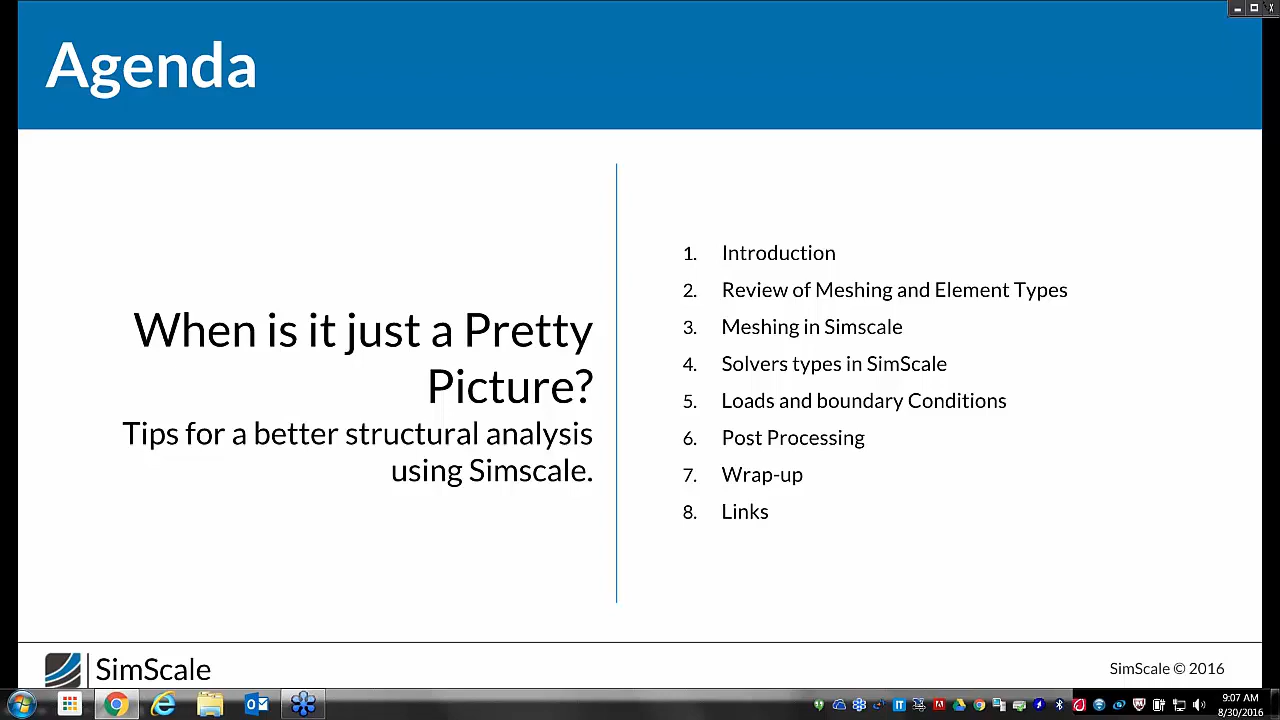 Agenda
When is it just a Pretty
Picture?
Tips for a better structural analysis
using Simscale.
1. Introduction
2. Review of Meshing and Element Types
3. Meshing in Simscale
4. Solvers types in SimScale
5. Loads and boundary Conditions
6. Post Processing
7. Wrap-up
8. Links
SimScale
SimScale © 2016
IT
9:07 AM
8/30/2016